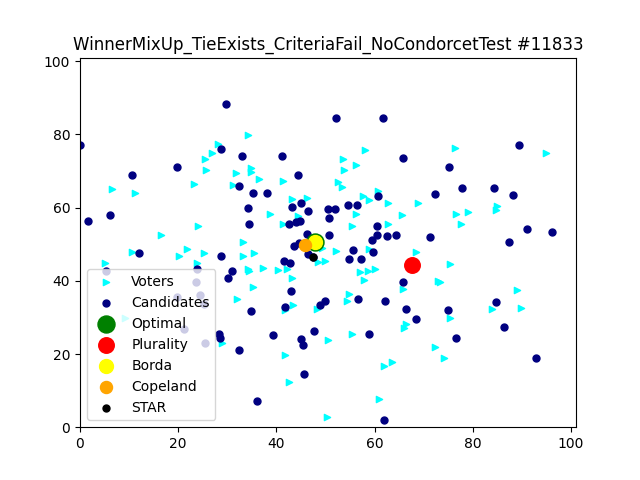 WinnerMixUp_TieExists_CriteriaFail_NoCondorcetTest #11833
100
80
60
40
20
0
0 20 40 60 80 100
Voters
Candidates
Optimal
Plurality
Borda
Copeland
STAR